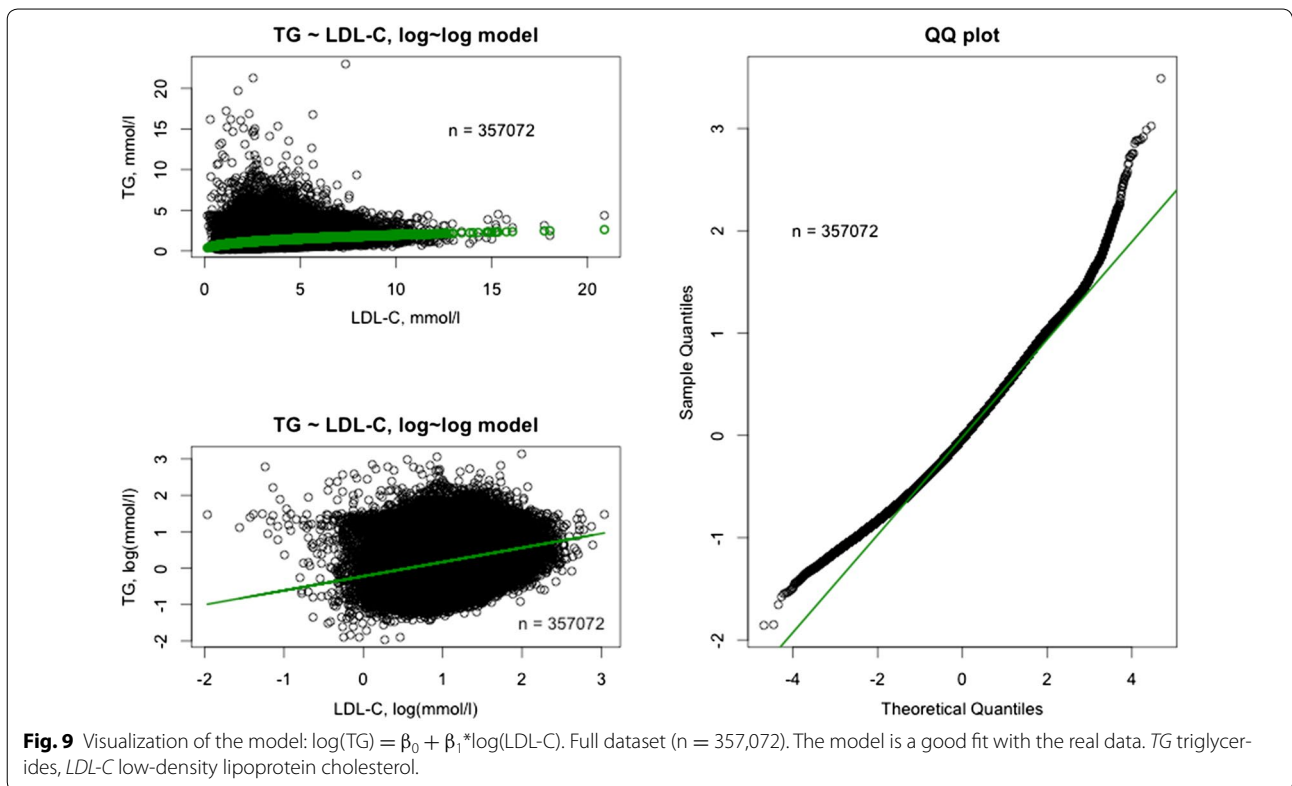 TG ~ LDL-C, log~log model
TG, mmol/l
20
15
10
5
0
n = 357072
0 5 10 15 20
LDL-C, mmol/l
TG ~ LDL-C, log~log model
TG, log(mmol/l)
3
2
1
0
-1
-2
n = 357072
-2 -1 0 1 2 3
LDL-C, log(mmol/l)
QQ plot
Sample Quantiles
3
2
1
0
-1
-2
n = 357072
-4 -2 0 2 4
Theoretical Quantiles
Fig. 9 Visualization of the model: log(TG) = β₀ + β₁*log(LDL-C). Full dataset (n = 357,072). The model is a good fit with the real data. TG triglycer-
ides, LDL-C low-density lipoprotein cholesterol.